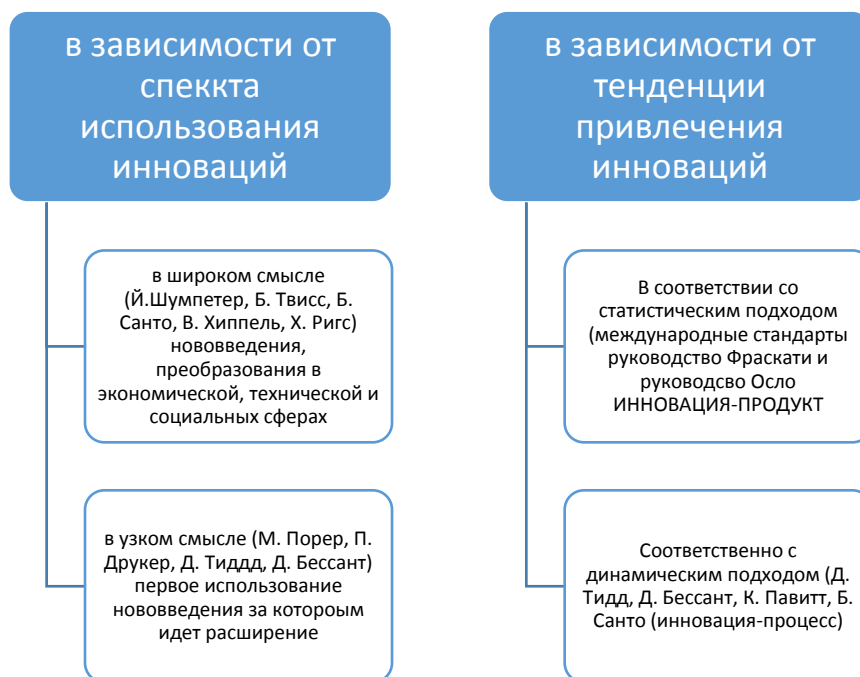 в зависимости от
спеккта
использования
инноваций
в широком смысле
(Й.Шумпетер, Б. Твисс, Б.
Санто, В. Хиппель, Х. Ригс)
нововведения,
преобразования в
экономической, технической и
социальных сферах
в узком смысле (М. Порер, П.
Друкер, Д. Тиддд, Д. Бессант)
первое использование
нововведения за котороым
идет расширение
в зависимости от
тенденции
привлечения
инноваций
В соответствии со
статистическим подходом
(международные стандарты
руководство Фраскати и
руководсво Осло
ИННОВАЦИЯ-ПРОДУКТ
Соответственно с
динамическим подходом (Д.
Тидд, Д. Бессант, К. Павитт, Б.
Санто (инновация-процесс)